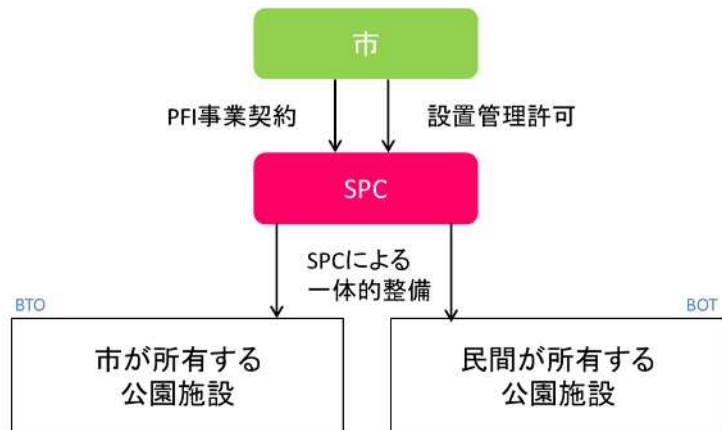 市
PFI事業契約
設置管理許可
SPC
SPCによる
一体的整備
BTO
BOT
市が所有する
公園施設
民間が所有する
公園施設